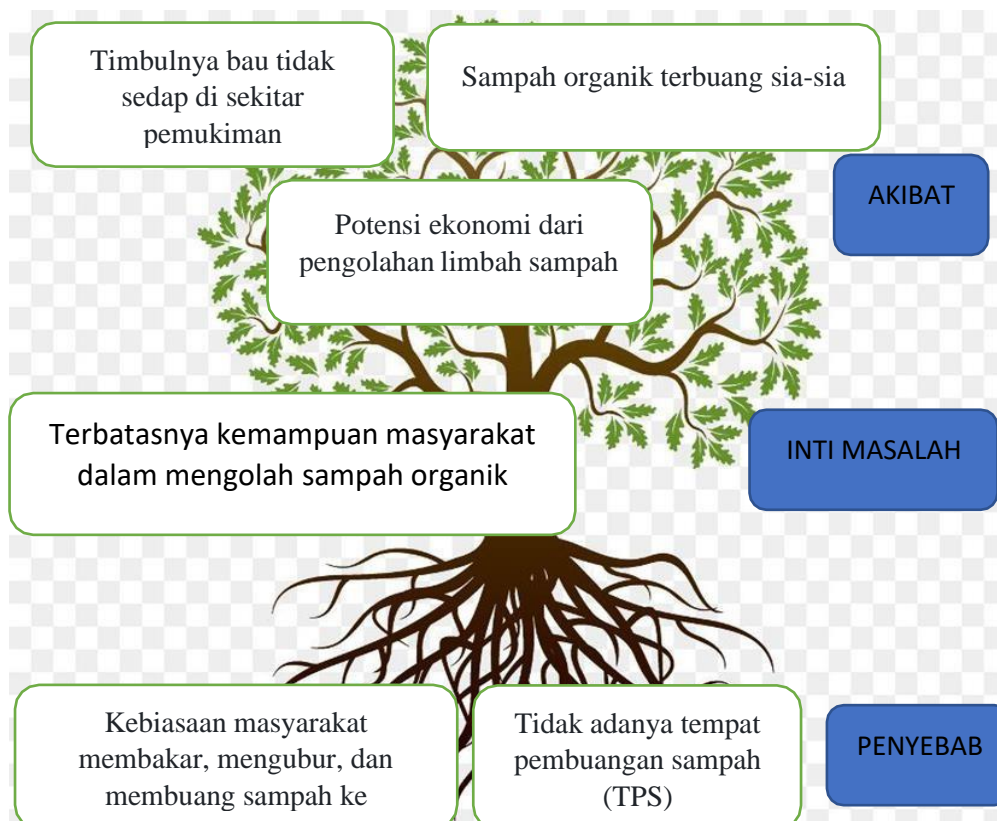 Timbulnya bau tidak
sedap di sekitar
pemukiman
Sampah organik terbuang sia-sia
AKIBAT
Potensi ekonomi dari
pengolahan limbah sampah
Terbatasnya kemampuan masyarakat
dalam mengolah sampah organik
INTI MASALAH
Kebiasaan masyarakat
membakar, mengubur, dan
membuang sampah ke
Tidak adanya tempat
pembuangan sampah
(TPS)
PENYEBAB